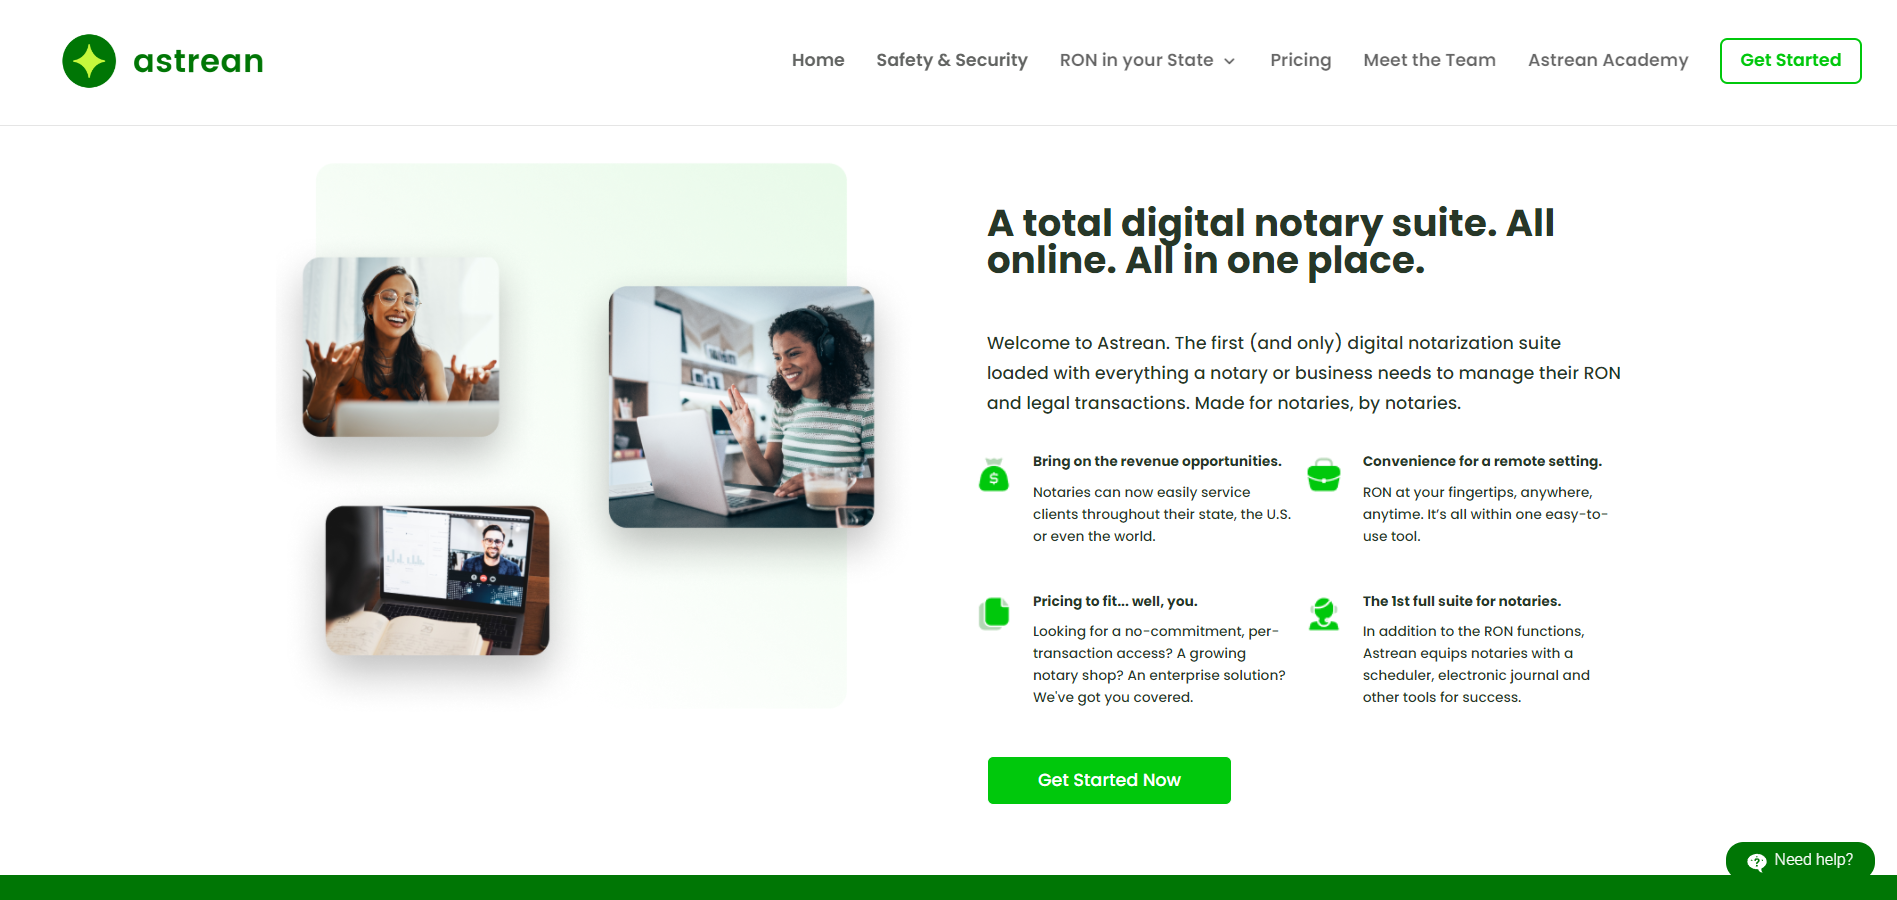 astrean
Home
Safety & Security
RON in your State
Pricing
Meet the Team
Astrean Academy
Get Started
A total digital notary suite. All
online. All in one place.
Welcome to Astrean. The first (and only) digital notarization suite
loaded with everything a notary or business needs to manage their RON
and legal transactions. Made for notaries, by notaries.
Bring on the revenue opportunities.
Notaries can now easily service
clients throughout their state, the U.S.
or even the world.
Convenience for a remote setting.
RON at your fingertips, anywhere,
anytime. It’s all within one easy-to-
use tool.
Pricing to fit... well, you.
Looking for a no-commitment, per-
transaction access? A growing
notary shop? An enterprise solution?
We've got you covered.
The 1st full suite for notaries.
In addition to the RON functions,
Astrean equips notaries with a
scheduler, electronic journal and
other tools for success.
Get Started Now
Need help?